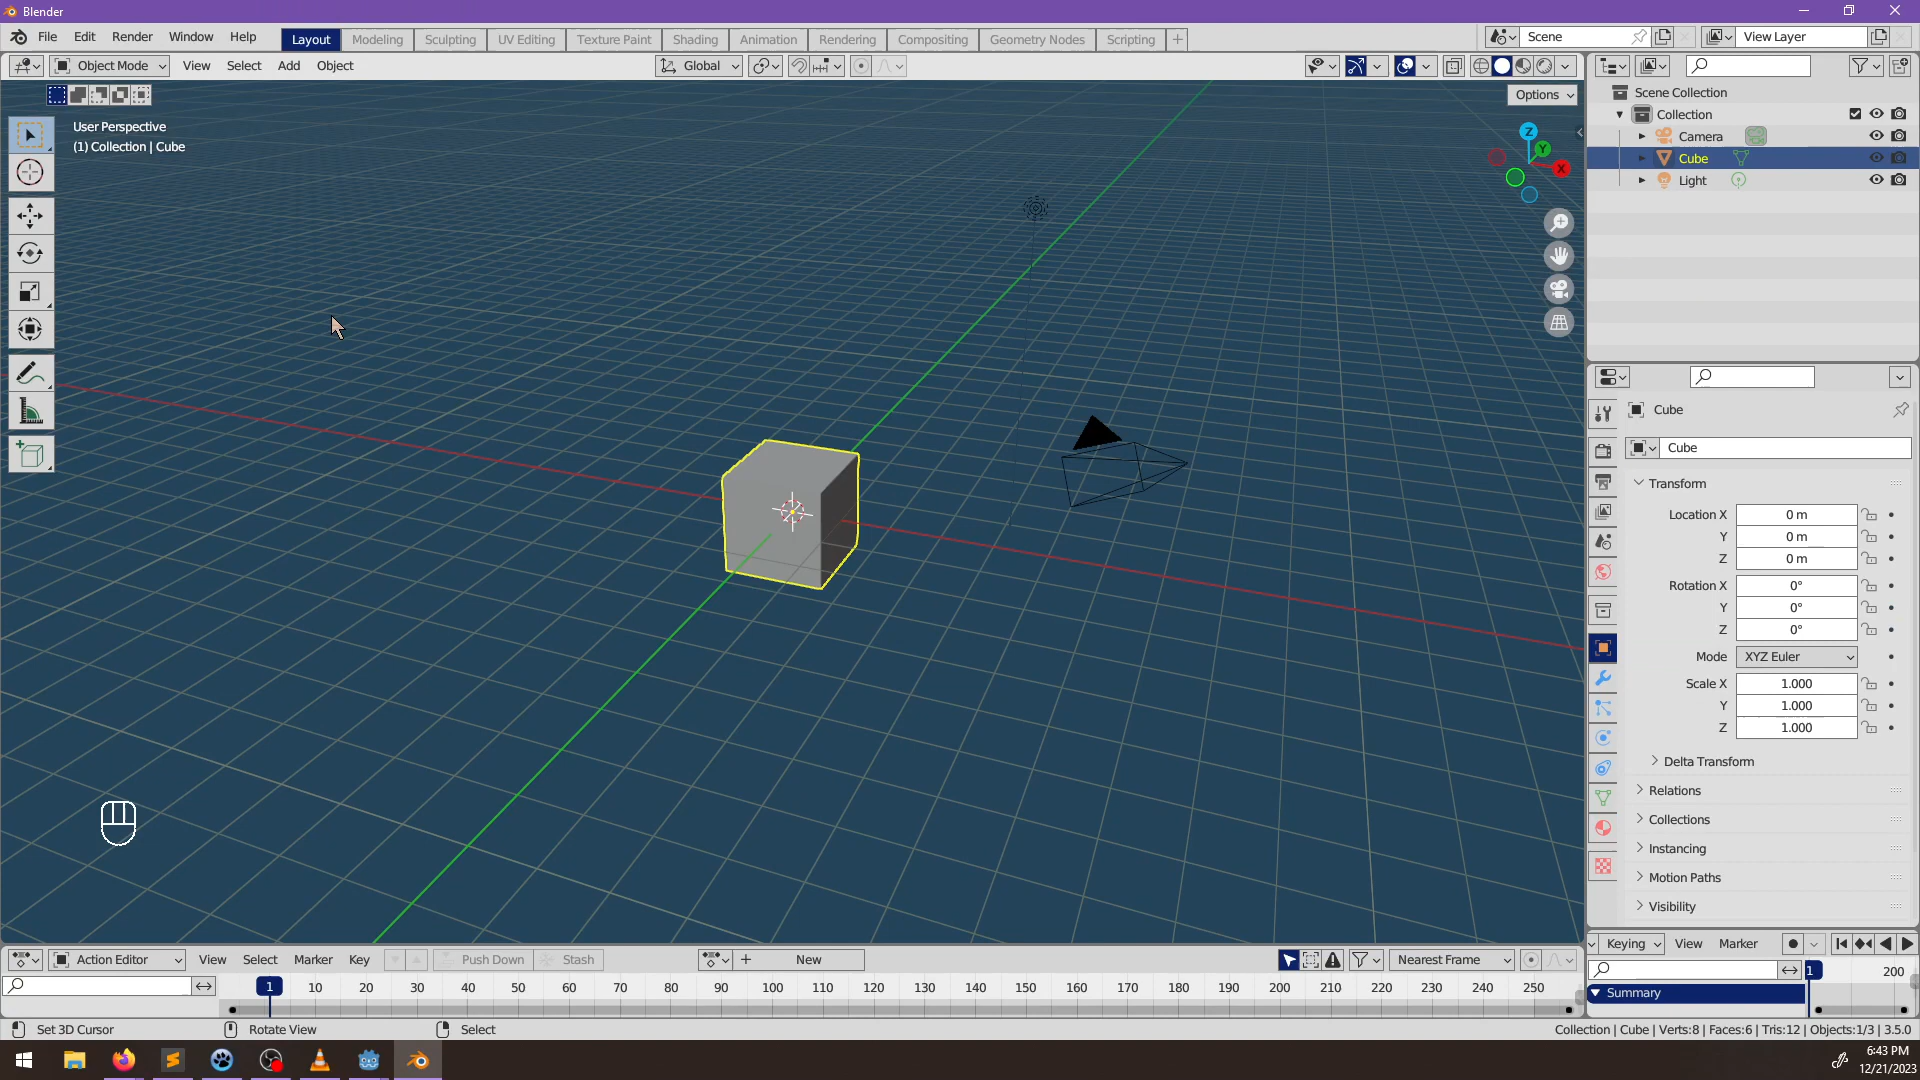 Blender
File Edit Render Window Help Layout Modeling Sculpting UV Editing Texture Paint Shading Animation Rendering Compositing Geometry Nodes Scripting + Scene View Layer
Object Mode View Select Add Object Global
Options
User Perspective
(1) Collection | Cube
Z
Y
X
Scene Collection
Collection
Camera
Cube
Light
Cube
Cube
Transform
Location X 0 m
Y 0 m
Z 0 m
Rotation X 0°
Y 0°
Z 0°
Mode XYZ Euler
Scale X 1.000
Y 1.000
Z 1.000
Delta Transform
Relations
Collections
Instancing
Motion Paths
Visibility
Action Editor View Select Marker Key Push Down Stash + New Nearest Frame
1 10 20 30 40 50 60 70 80 90 100 110 120 130 140 150 160 170 180 190 200 210 220 230 240 250
Keying View Marker
1 200
Summary
Set 3D Cursor Rotate View Select Collection | Cube | Verts:8 | Faces:6 | Tris:12 | Objects:1/3 | 3.5.0
6:43 PM
12/21/2023